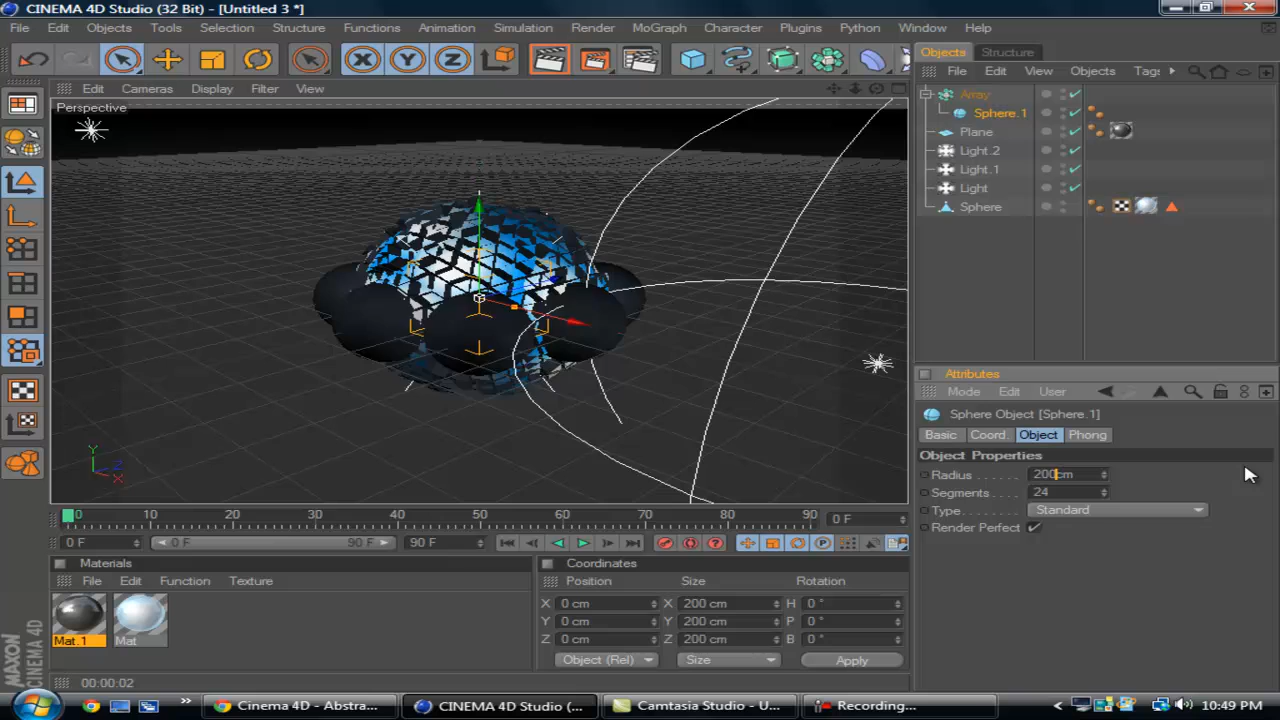 CINEMA 4D Studio (32 Bit) - [Untitled 3 *]
File Edit Objects Tools Selection Structure Functions Animation Simulation Render MoGraph Character Plugins Python Window Help
X Y Z
Edit Cameras Display Filter View
Perspective
Y Z X
Objects Structure
File Edit View Objects Tags
Array
Sphere.1
Plane
Light.2
Light.1
Light
Sphere
Attributes
Mode Edit User
Sphere Object [Sphere.1]
Basic Coord. Object Phong
Object Properties
Radius . . . . . . 200cm
Segments . . . . 24
Type . . . . . . . . Standard
Render Perfect
0 10 20 30 40 50 60 70 80 90 0 F
0 F 0 F 90 F 90 F
Materials
File Edit Function Texture
Mat.1 Mat
Coordinates
Position Size Rotation
X 0 cm X 200 cm H 0 °
Y 0 cm Y 200 cm P 0 °
Z 0 cm Z 200 cm B 0 °
Object (Rel) Size Apply
MAXON
CINEMA 4D
00:00:02
Cinema 4D - Abstra... CINEMA 4D Studio (... Camtasia Studio - U... Recording... 10:49 PM